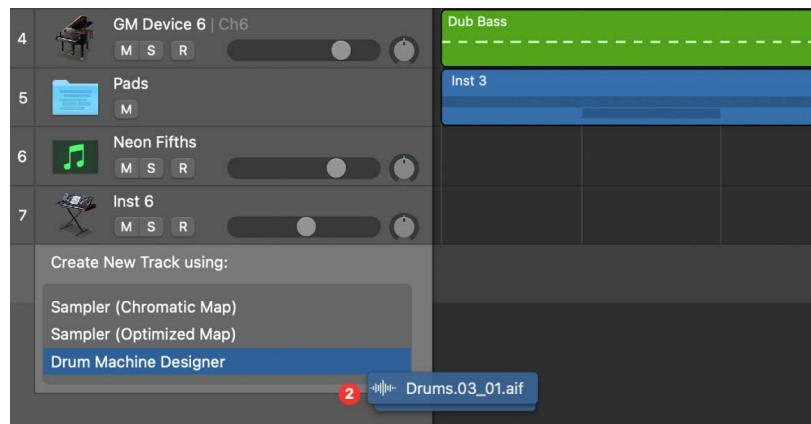 4
GM Device 6 | Ch6
M S R
Dub Bass
5
Pads
M
Inst 3
6
Neon Fifths
M S R
7
Inst 6
M S R
Create New Track using:
Sampler (Chromatic Map)
Sampler (Optimized Map)
Drum Machine Designer
2 Drums.03_01.aif